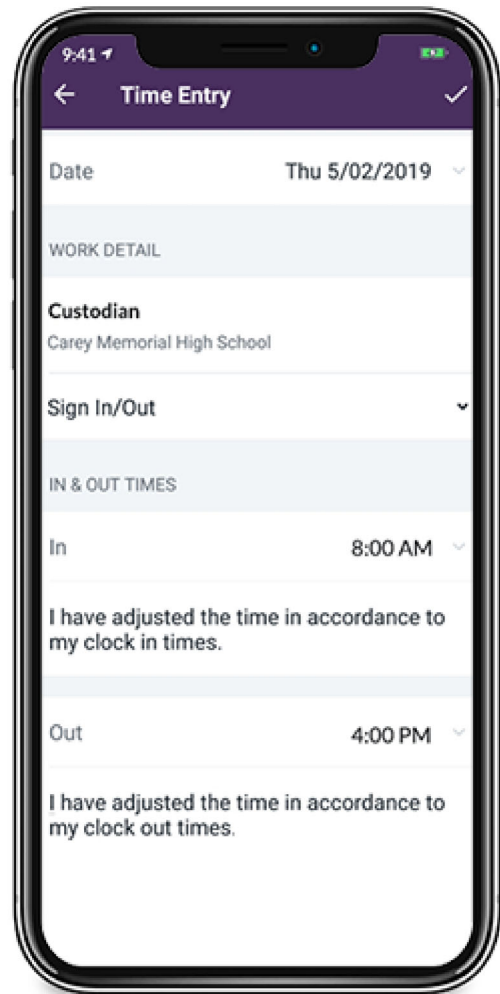 9:41
Time Entry
Date Thu 5/02/2019
WORK DETAIL
Custodian
Carey Memorial High School
Sign In/Out
IN & OUT TIMES
In 8:00 AM
I have adjusted the time in accordance to
my clock in times.
Out 4:00 PM
I have adjusted the time in accordance to
my clock out times.